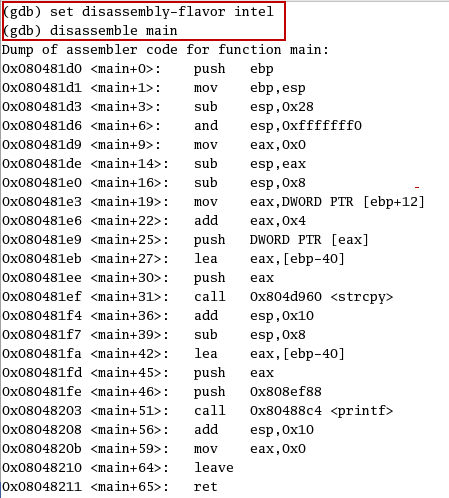 (gdb) set disassembly-flavor intel
(gdb) disassemble main
Dump of assembler code for function main:
0x080481d0 <main+0>:    push   ebp
0x080481d1 <main+1>:    mov    ebp,esp
0x080481d3 <main+3>:    sub    esp,0x28
0x080481d6 <main+6>:    and    esp,0xfffffff0
0x080481d9 <main+9>:    mov    eax,0x0
0x080481de <main+14>:   sub    esp,eax
0x080481e0 <main+16>:   sub    esp,0x8
0x080481e3 <main+19>:   mov    eax,DWORD PTR [ebp+12]
0x080481e6 <main+22>:   add    eax,0x4
0x080481e9 <main+25>:   push   DWORD PTR [eax]
0x080481eb <main+27>:   lea    eax,[ebp-40]
0x080481ee <main+30>:   push   eax
0x080481ef <main+31>:   call   0x804d960 <strcpy>
0x080481f4 <main+36>:   add    esp,0x10
0x080481f7 <main+39>:   sub    esp,0x8
0x080481fa <main+42>:   lea    eax,[ebp-40]
0x080481fd <main+45>:   push   eax
0x080481fe <main+46>:   push   0x808ef88
0x08048203 <main+51>:   call   0x80488c4 <printf>
0x08048208 <main+56>:   add    esp,0x10
0x0804820b <main+59>:   mov    eax,0x0
0x08048210 <main+64>:   leave
0x08048211 <main+65>:   ret